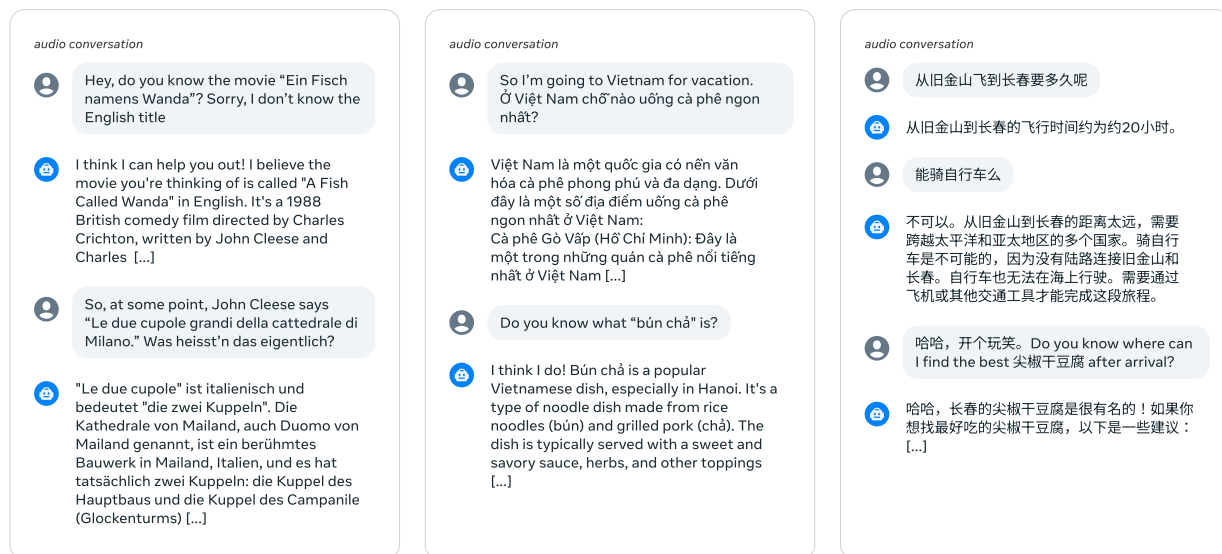 audio conversation
Hey, do you know the movie “Ein Fisch
namens Wanda”? Sorry, I don’t know the
English title
I think I can help you out! I believe the
movie you're thinking of is called "A Fish
Called Wanda" in English. It's a 1988
British comedy film directed by Charles
Crichton, written by John Cleese and
Charles [...]
So, at some point, John Cleese says
“Le due cupole grandi della cattedrale di
Milano.” Was heisst’n das eigentlich?
"Le due cupole" ist italienisch und
bedeutet "die zwei Kuppeln". Die
Kathedrale von Mailand, auch Duomo von
Mailand genannt, ist ein berühmtes
Bauwerk in Mailand, Italien, und es hat
tatsächlich zwei Kuppeln: die Kuppel des
Hauptbaus und die Kuppel des Campanile
(Glockenturms) [...]
audio conversation
So I’m going to Vietnam for vacation.
Ở Việt Nam chỗ nào uống cà phê ngon
nhất?
Việt Nam là một quốc gia có nền văn
hóa cà phê phong phú và đa dạng. Dưới
đây là một số địa điểm uống cà phê
ngon nhất ở Việt Nam:
Cà phê Gò Vấp (Hồ Chí Minh): Đây là
một trong những quán cà phê nổi tiếng
nhất ở Việt Nam [...]
Do you know what “bún chả" is?
I think I do! Bún chả is a popular
Vietnamese dish, especially in Hanoi. It's a
type of noodle dish made from rice
noodles (bún) and grilled pork (chả). The
dish is typically served with a sweet and
savory sauce, herbs, and other toppings
[...]
audio conversation
从旧金山飞到长春要多久呢
从旧金山到长春的飞行时间约为约20小时。
能骑自行车么
不可以。从旧金山到长春的距离太远，需要
跨越太平洋和亚太地区的多个国家。骑自行
车是不可能的，因为没有陆路连接旧金山和
长春。自行车也无法在海上行驶。需要通过
飞机或其他交通工具才能完成这段旅程。
哈哈，开个玩笑。Do you know where can
I find the best 尖椒干豆腐 after arrival?
哈哈，长春的尖椒干豆腐是很有名的！如果你
想找最好吃的尖椒干豆腐，以下是一些建议：
[...]